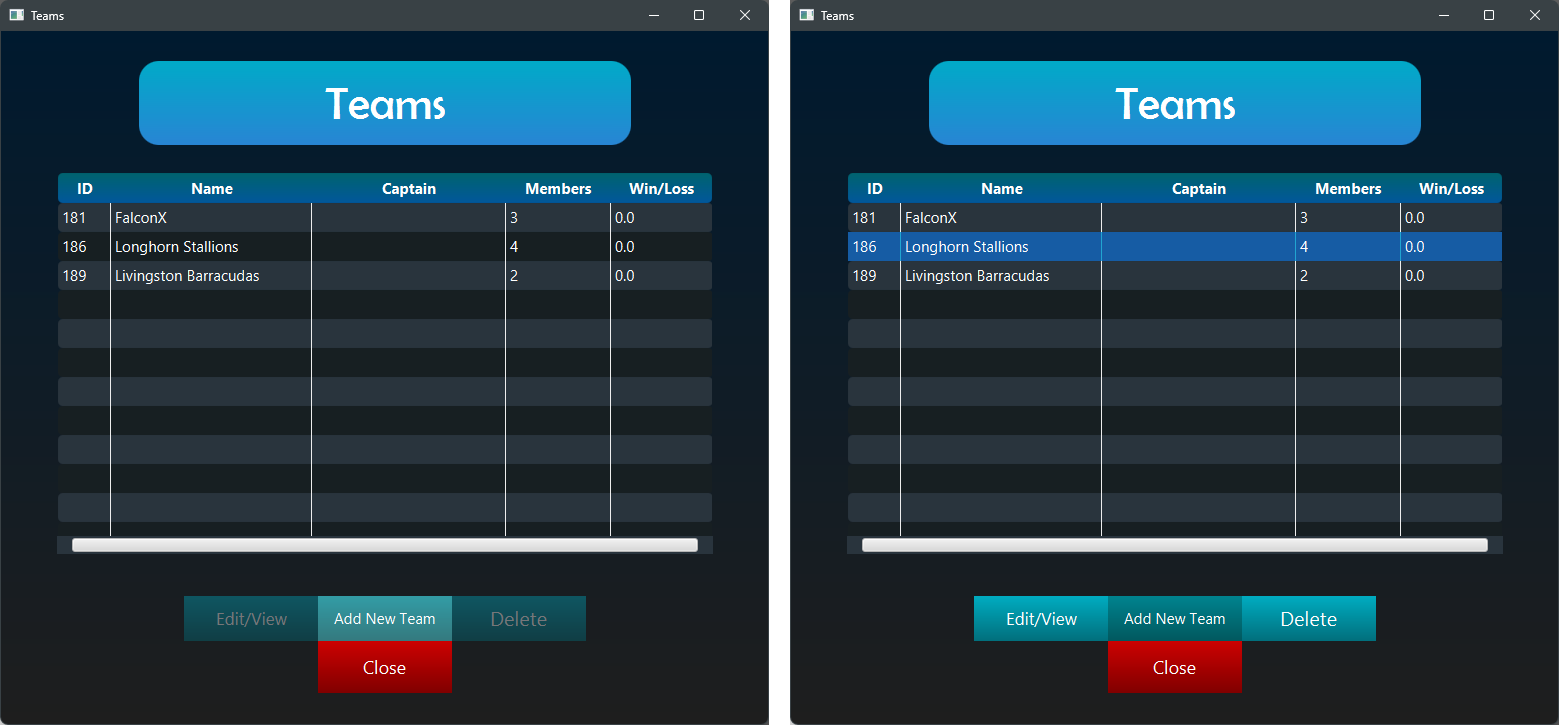 Teams
Teams
ID Name Captain Members Win/Loss
181 FalconX 3 0.0
186 Longhorn Stallions 4 0.0
189 Livingston Barracudas 2 0.0
Edit/View Add New Team Delete
Close
Teams
Teams
ID Name Captain Members Win/Loss
181 FalconX 3 0.0
186 Longhorn Stallions 4 0.0
189 Livingston Barracudas 2 0.0
Edit/View Add New Team Delete
Close